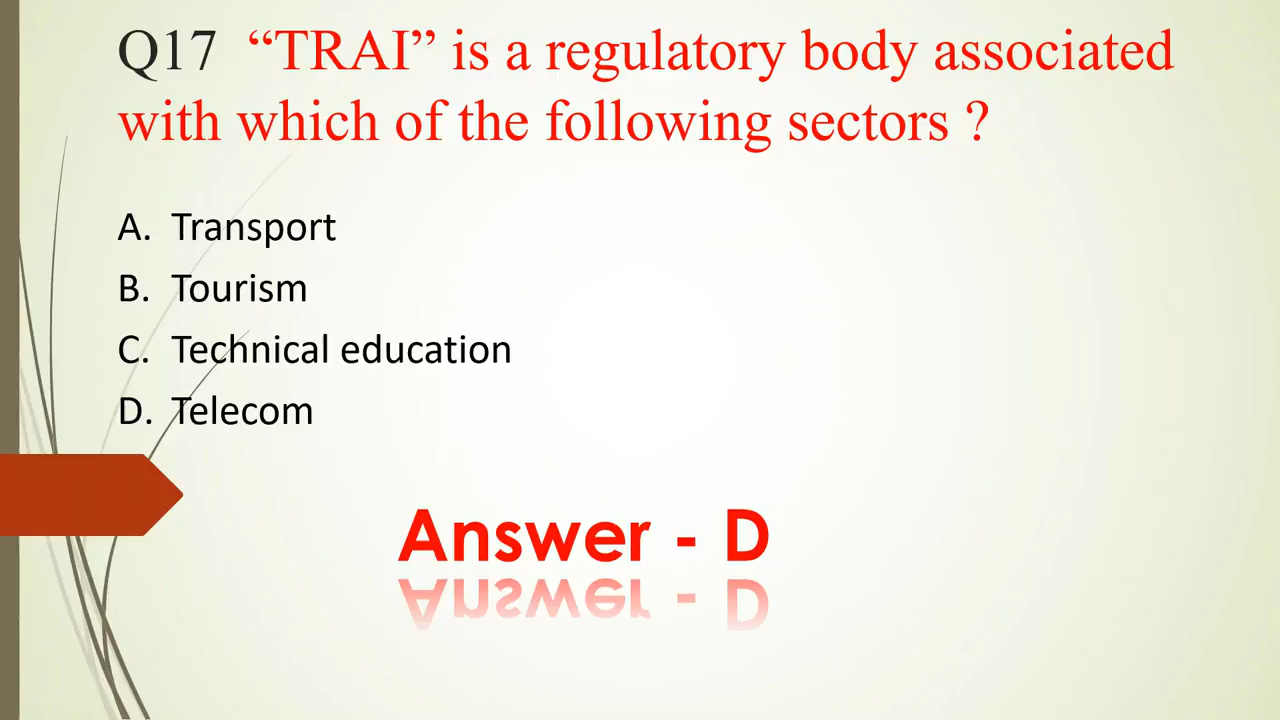 Q17 “TRAI” is a regulatory body associated
with which of the following sectors ?
A. Transport
B. Tourism
C. Technical education
D. Telecom
Answer - D